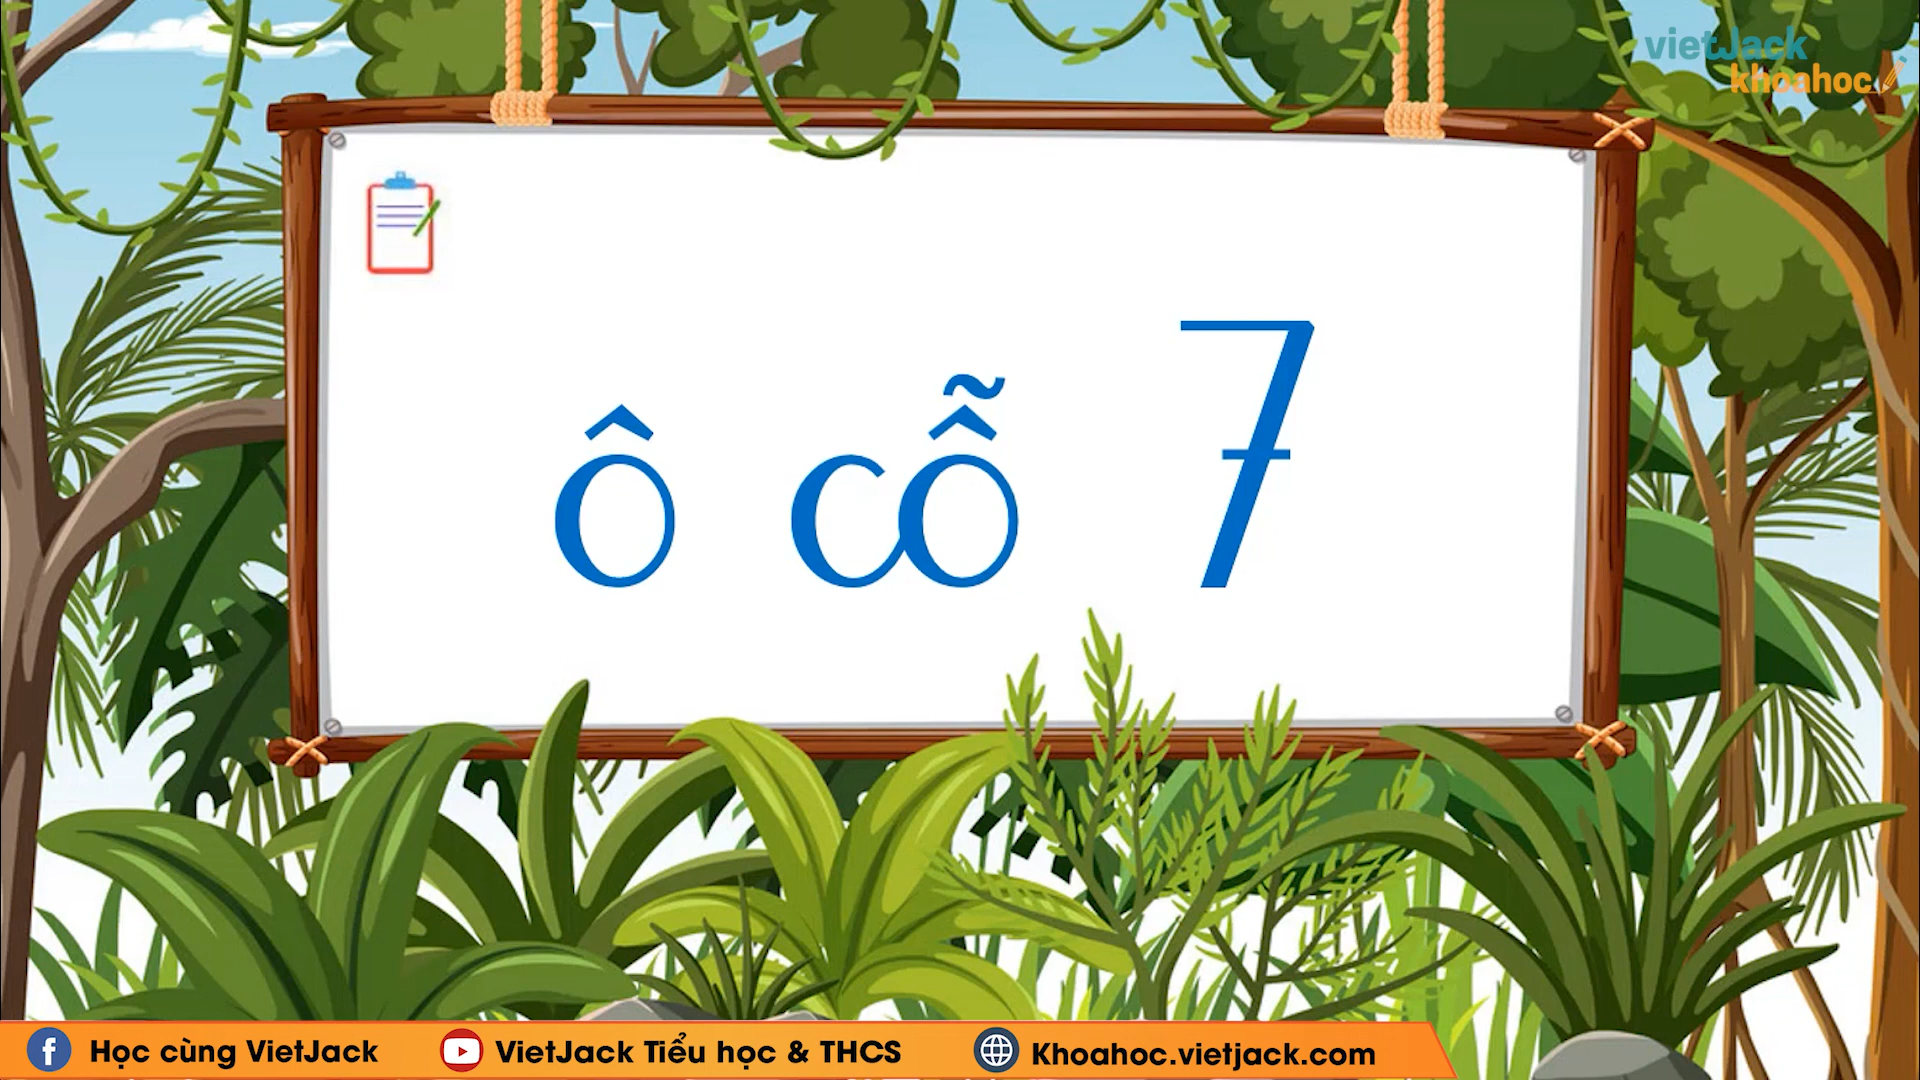 vietJack
khoahoc
ô cỗ 7
Học cùng VietJack
VietJack Tiểu học & THCS
Khoahoc.vietjack.com